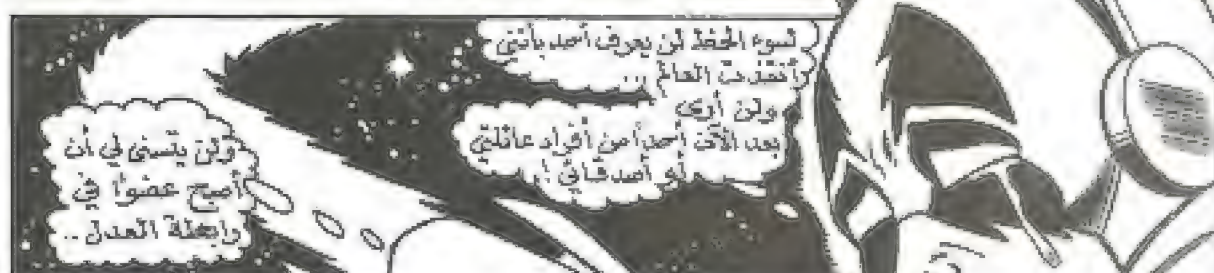 لسوء الحظ لن يعرف أحد بأنني
أنقذت العالم ...
ولن أرى
بعد الآن أحداً من أفراد عائلتي
أو أصدقائي !..
ولن يتسنى لي أن
أصبح عضواً في
رابطة العدل ..